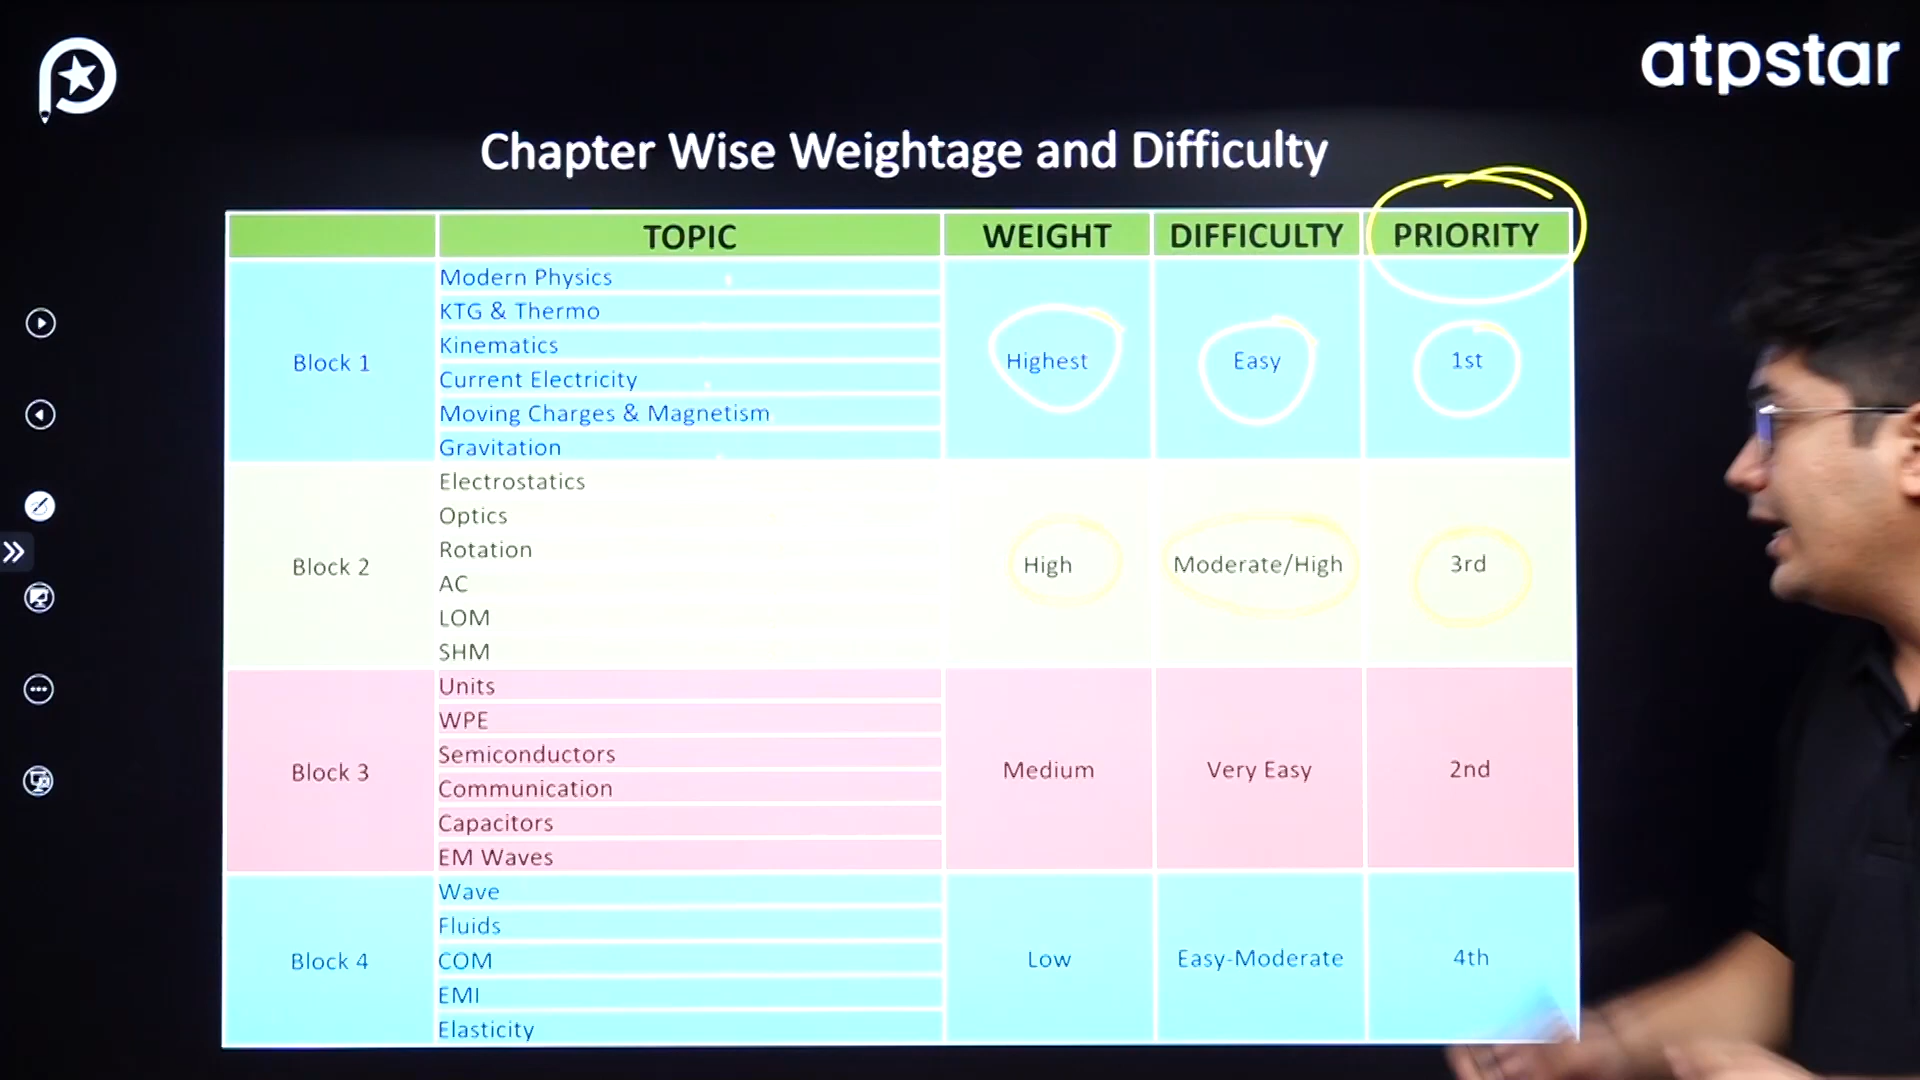 atpstar
Chapter Wise Weightage and Difficulty
TOPIC WEIGHT DIFFICULTY PRIORITY
Block 1
Modern Physics
KTG & Thermo
Kinematics
Current Electricity
Moving Charges & Magnetism
Gravitation
Highest
Easy
1st
Block 2
Electrostatics
Optics
Rotation
AC
LOM
SHM
High
Moderate/High
3rd
Block 3
Units
WPE
Semiconductors
Communication
Capacitors
EM Waves
Medium
Very Easy
2nd
Block 4
Wave
Fluids
COM
EMI
Elasticity
Low
Easy-Moderate
4th